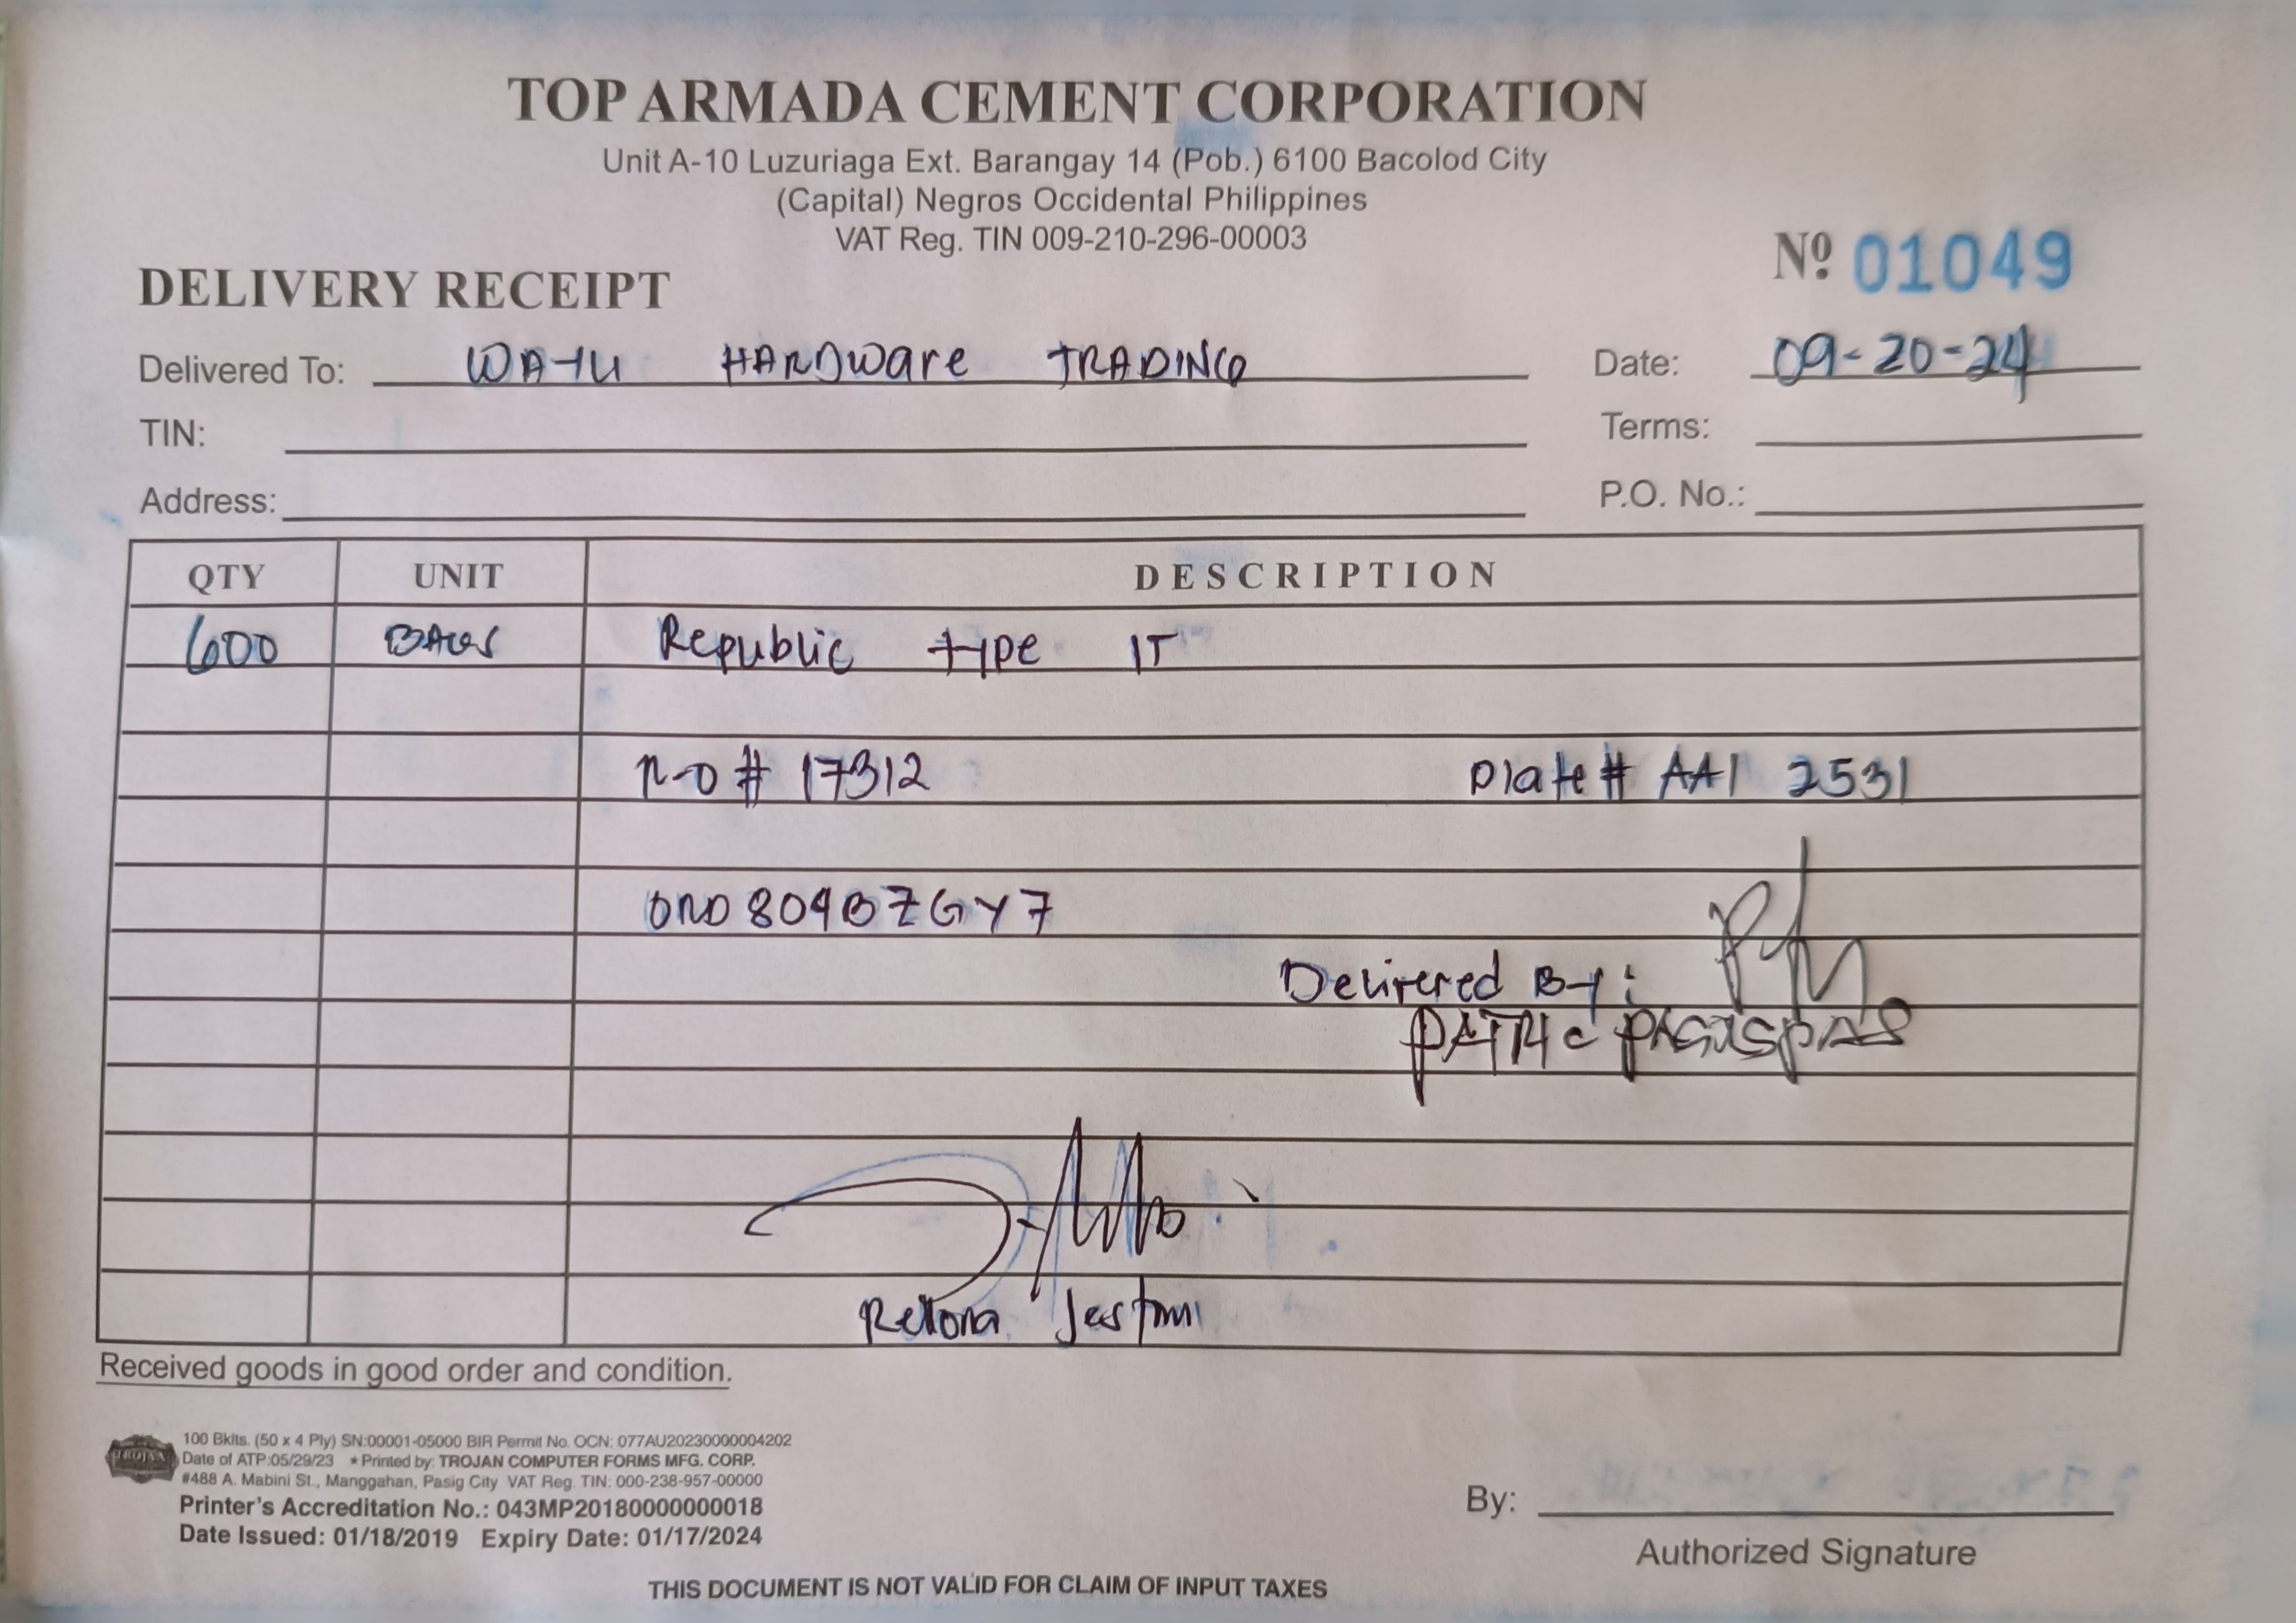 TOP ARMADA CEMENT CORPORATION
Unit A-10 Luzuriaga Ext. Barangay 14 (Pob.) 6100 Bacolod City
(Capital) Negros Occidental Philippines
VAT Reg. TIN 009-210-296-00003
Nº 01049
DELIVERY RECEIPT
Delivered To: HARDware TRADING
Date: 09-20-24
TIN:
Terms:
Address:
P.O. No.:
QTY UNIT DESCRIPTION
600 BAGS Republic type
# 17312 Plate # AAI 2531
Delivered By:
Received goods in good order and condition.
TROJAN
100 Bklts. (50 x 4 Ply) SN:00001-05000 BIR Permit No. OCN: 077AU20230000004202
Date of ATP:05/29/23 ★Printed by: TROJAN COMPUTER FORMS MFG. CORP.
#488 A. Mabini St., Manggahan, Pasig City VAT Reg. TIN: 000-238-957-00000
Printer's Accreditation No.: 043MP20180000000018
Date Issued: 01/18/2019 Expiry Date: 01/17/2024
By:
Authorized Signature
THIS DOCUMENT IS NOT VALID FOR CLAIM OF INPUT TAXES